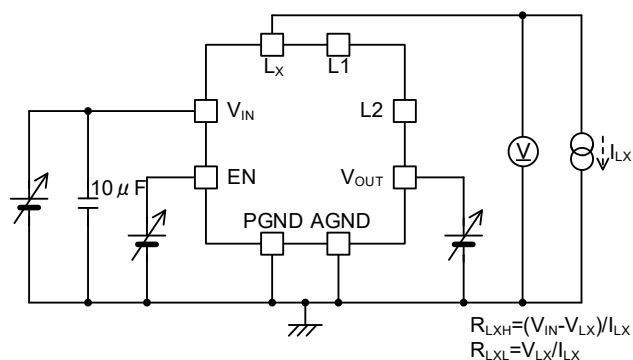 LX L1
VIN L2
V ILX
10μF EN VOUT
PGND AGND
RLXH=(VIN-VLX)/ILX
RLXL=VLX/ILX